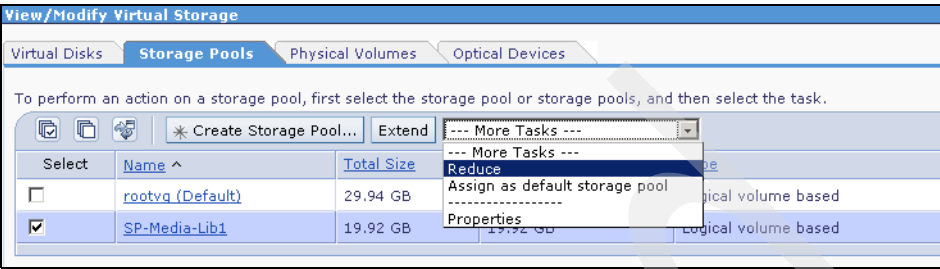 View/Modify Virtual Storage
Virtual Disks Storage Pools Physical Volumes Optical Devices
To perform an action on a storage pool, first select the storage pool or storage pools, and then select the task.
Create Storage Pool... Extend --- More Tasks ---
--- More Tasks ---
Select Name ^ Total Size
Reduce
Assign as default storage pool
rootvg (Default) 29.94 GB volume based
-----------------
Properties
SP-Media-Lib1 19.92 GB 19.92 GB Logical volume based